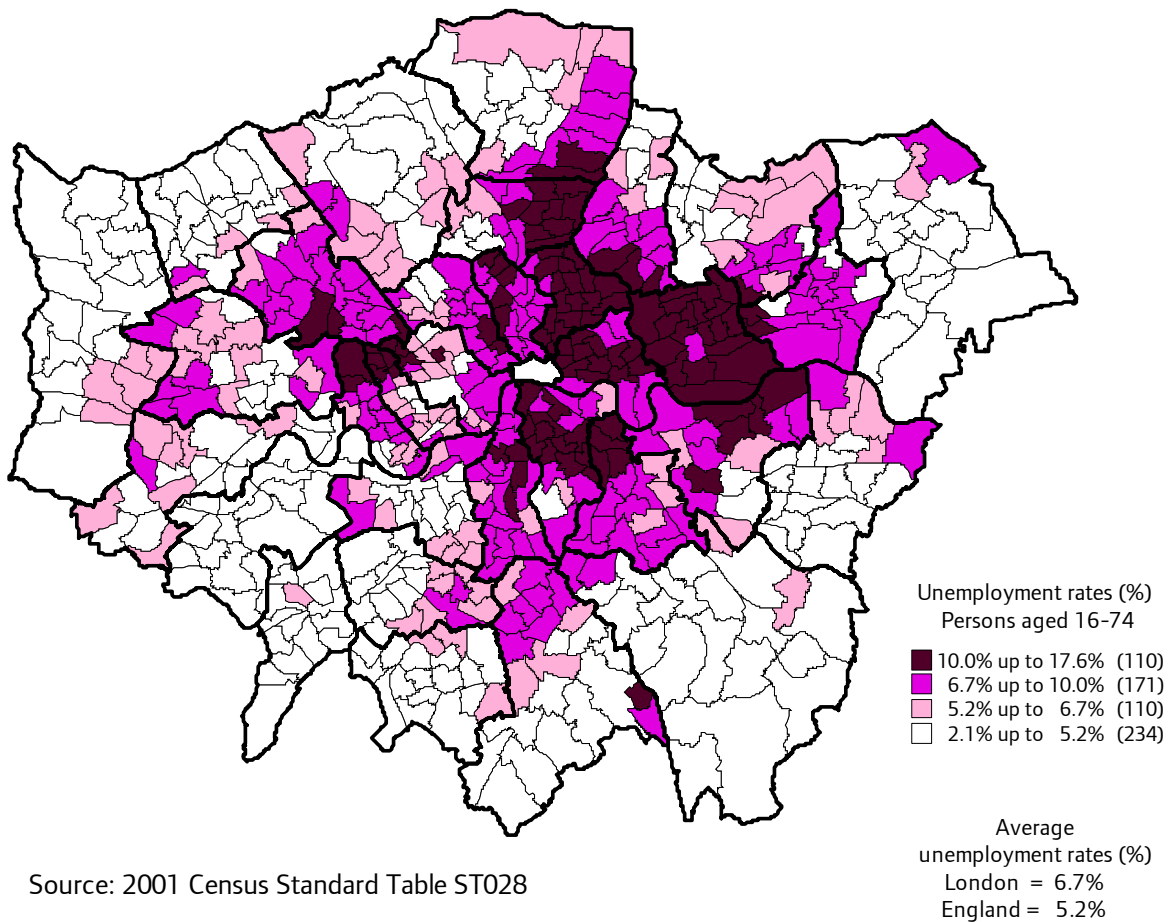 Unemployment rates (%)
Persons aged 16-74
10.0% up to 17.6% (110)
6.7% up to 10.0% (171)
5.2% up to 6.7% (110)
2.1% up to 5.2% (234)
Average
unemployment rates (%)
London = 6.7%
England = 5.2%
Source: 2001 Census Standard Table ST028